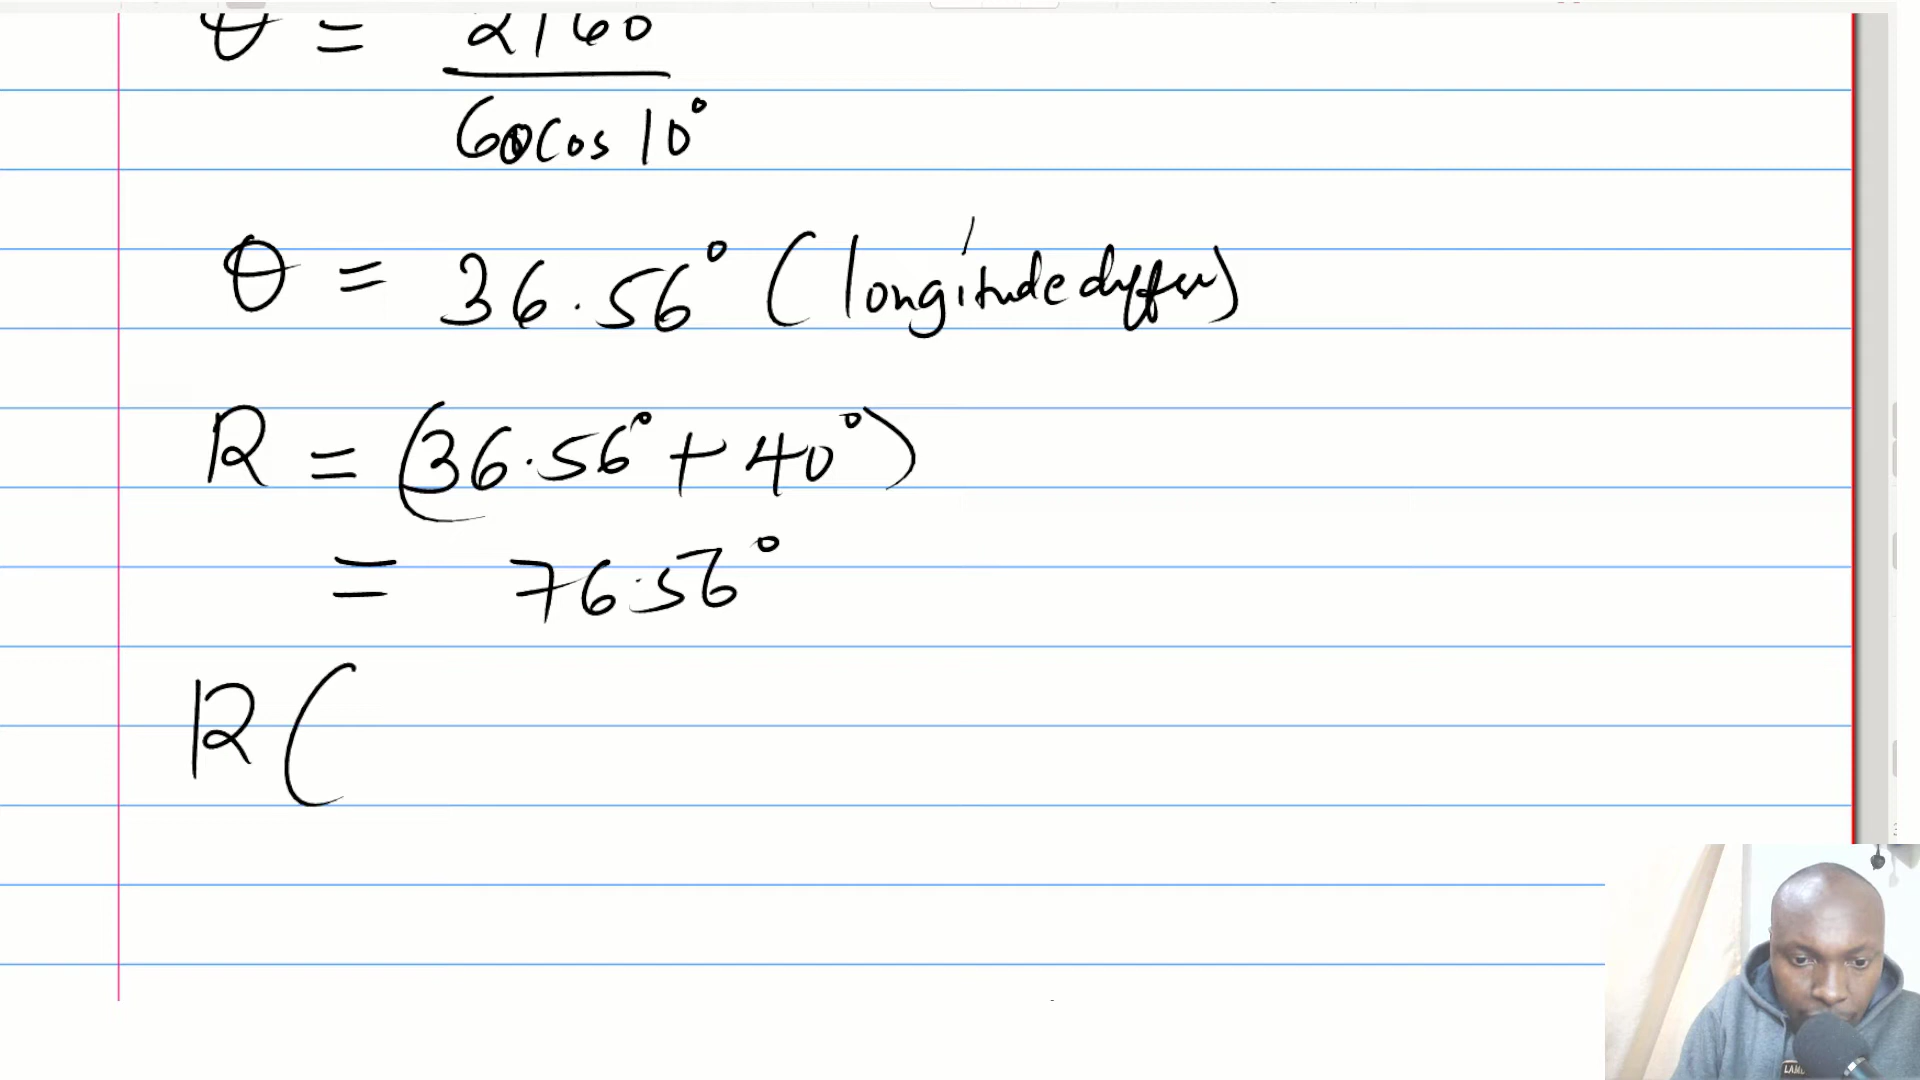 θ = 2160
60cos 10°
θ = 36.56° (longitude differ)
R = (36.56° + 40°)
= 76.56°
R (